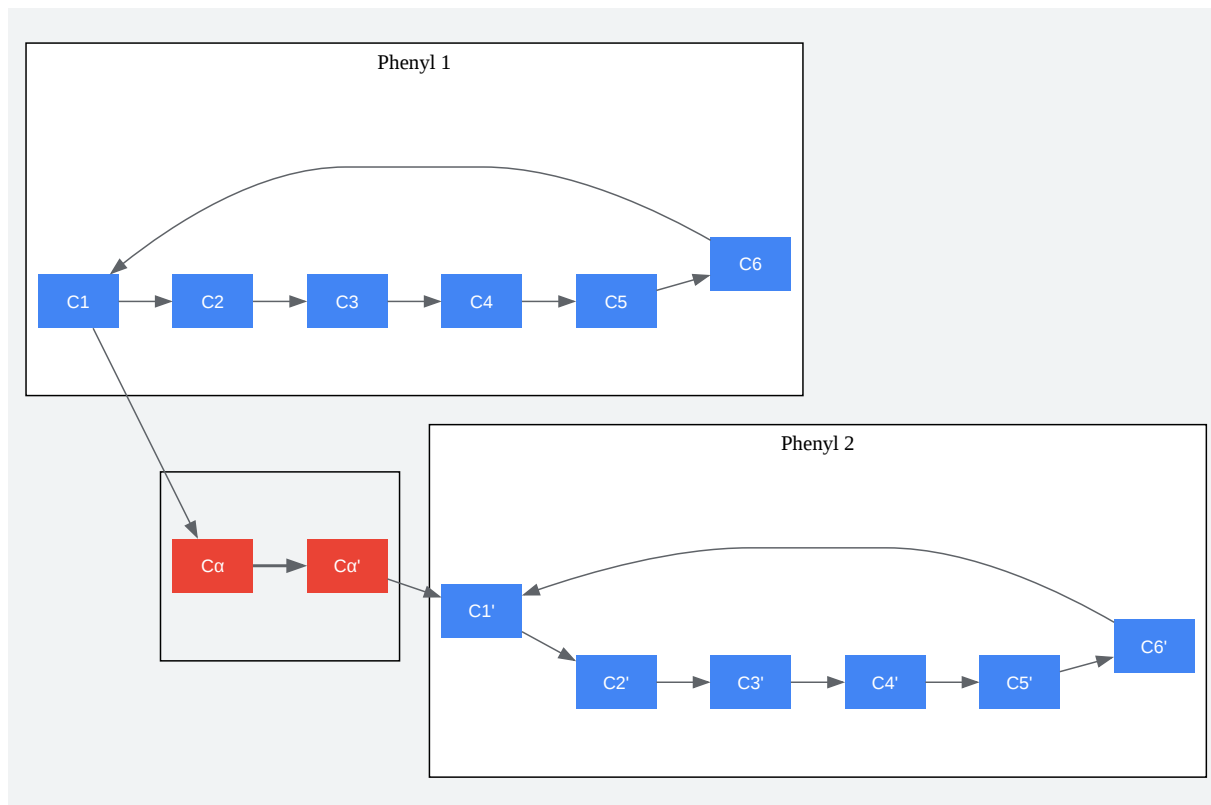 Phenyl 1
C6
C1
C2
C3
C4
C5
Phenyl 2
Cα
Cα'
C1'
C6'
C2'
C3'
C4'
C5'